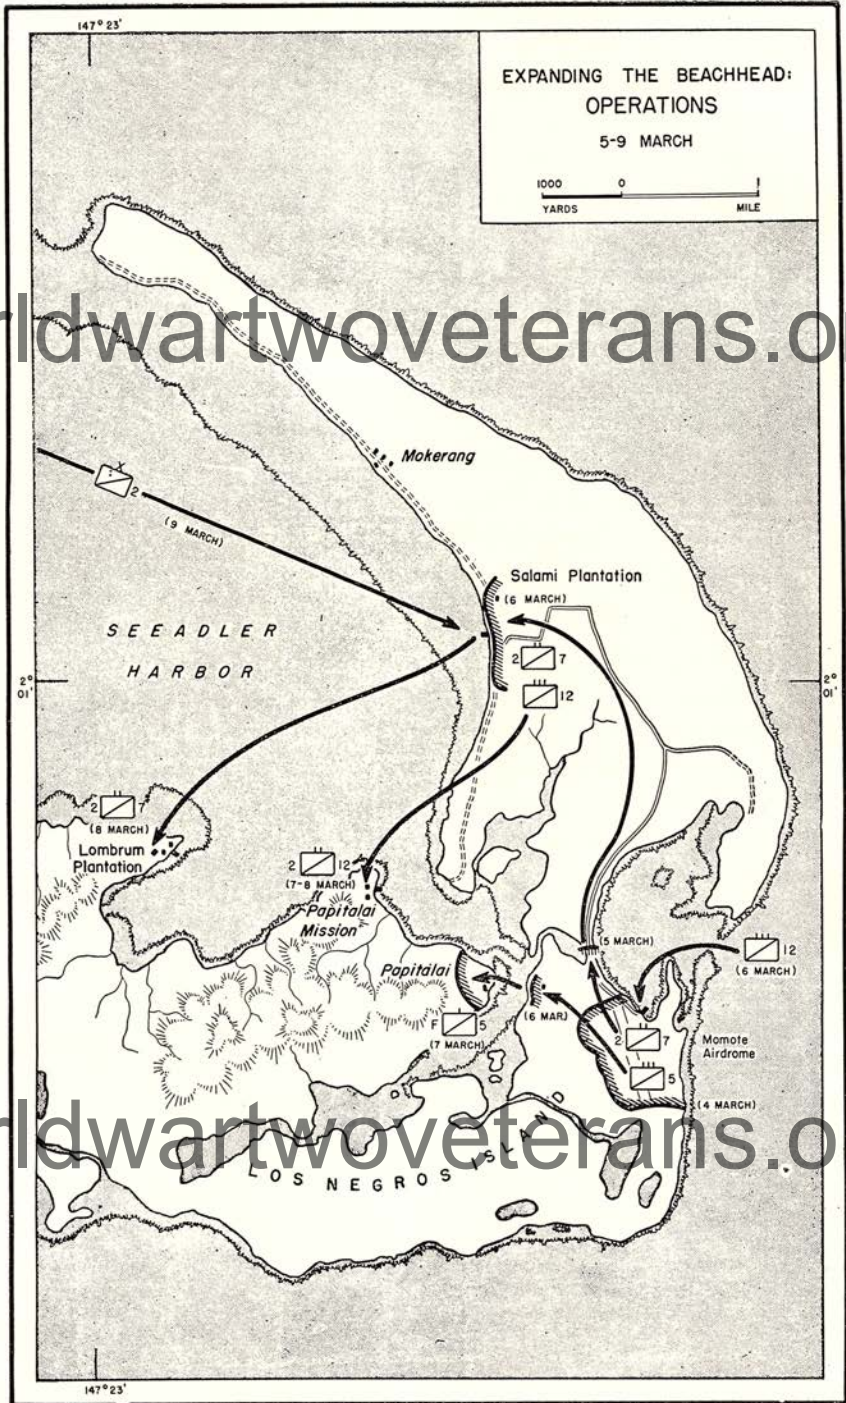 147° 23'
EXPANDING THE BEACHHEAD:
OPERATIONS
5-9 MARCH
1000 0 1
YARDS MILE
rldwartwoveterans.o
Mokerang
X
2
(9 MARCH)
Salami Plantation
(6 MARCH)
SEEADLER
HARBOR
2 7
12
2°
01'
2°
01'
2 7
(8 MARCH)
Lombrum
Plantation
2 12
(7-8 MARCH)
Papitalai
Mission
(5 MARCH)
12
(6 MARCH)
Papitalai
F 5
(7 MARCH)
(6 MAR)
2 7
Momote
Airdrome
5
(4 MARCH)
rldwartwoveterans.o
LOS NEGROS ISLAND
147° 23'